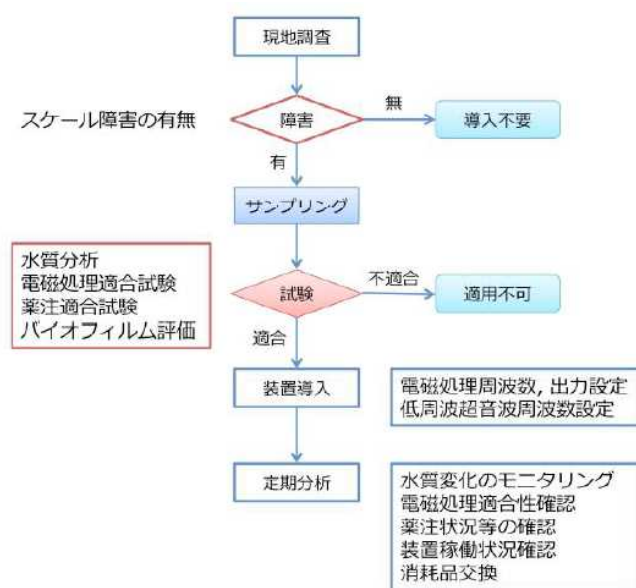 現地調査
スケール障害の有無
障害
無
導入不要
有
サンプリング
水質分析
電磁処理適合試験
薬注適合試験
バイオフィルム評価
試験
不適合
適用不可
適合
装置導入
電磁処理周波数, 出力設定
低周波超音波周波数設定
定期分析
水質変化のモニタリング
電磁処理適合性確認
薬注状況等の確認
装置稼働状況確認
消耗品交換